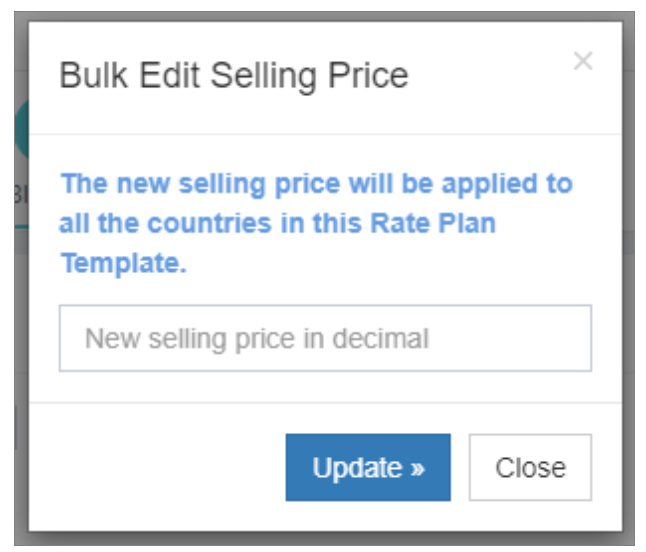 Bulk Edit Selling Price
×
The new selling price will be applied to
all the countries in this Rate Plan
Template.
New selling price in decimal
Update »
Close